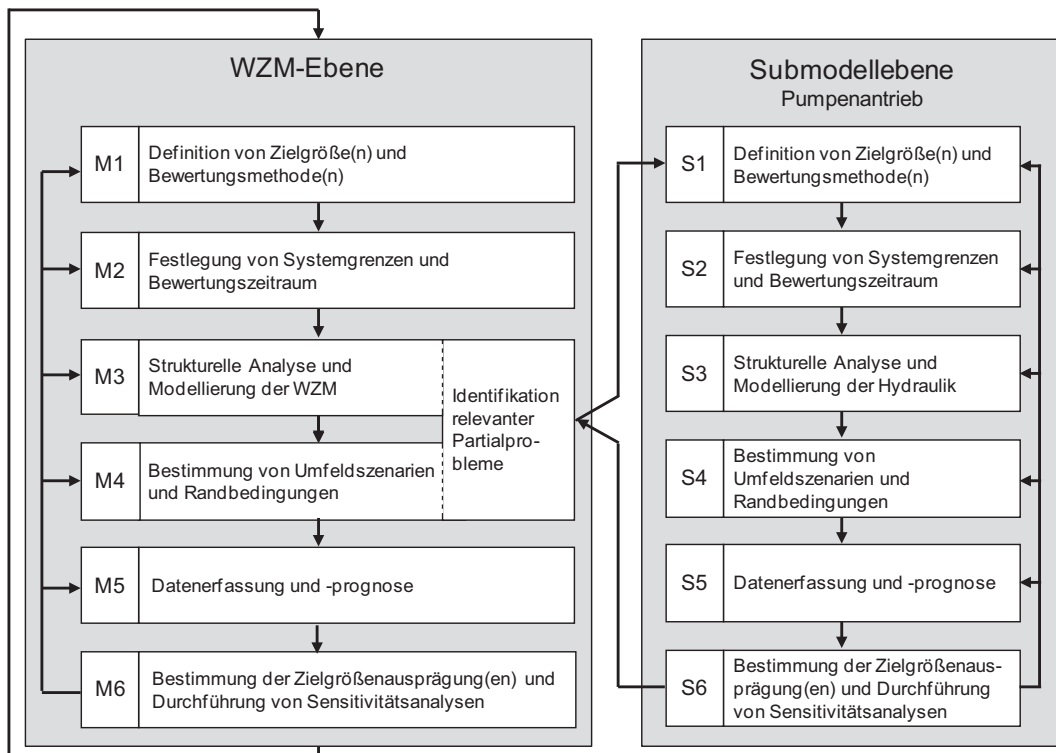 WZM-Ebene
M1
Definition von Zielgröße(n) und
Bewertungsmethode(n)
M2
Festlegung von Systemgrenzen und
Bewertungszeitraum
M3
Strukturelle Analyse und
Modellierung der WZM
Identifikation
relevanter
Partialpro-
bleme
M4
Bestimmung von Umfeldszenarien
und Randbedingungen
M5
Datenerfassung und -prognose
M6
Bestimmung der Zielgrößenausprägung(en) und
Durchführung von Sensitivitätsanalysen
Submodellebene
Pumpenantrieb
S1
Definition von Zielgröße(n) und
Bewertungsmethode(n)
S2
Festlegung von Systemgrenzen
und Bewertungszeitraum
S3
Strukturelle Analyse und
Modellierung der Hydraulik
S4
Bestimmung von
Umfeldszenarien und
Randbedingungen
S5
Datenerfassung und -prognose
S6
Bestimmung der Zielgrößenaus-
prägung(en) und Durchführung
von Sensitivitätsanalysen